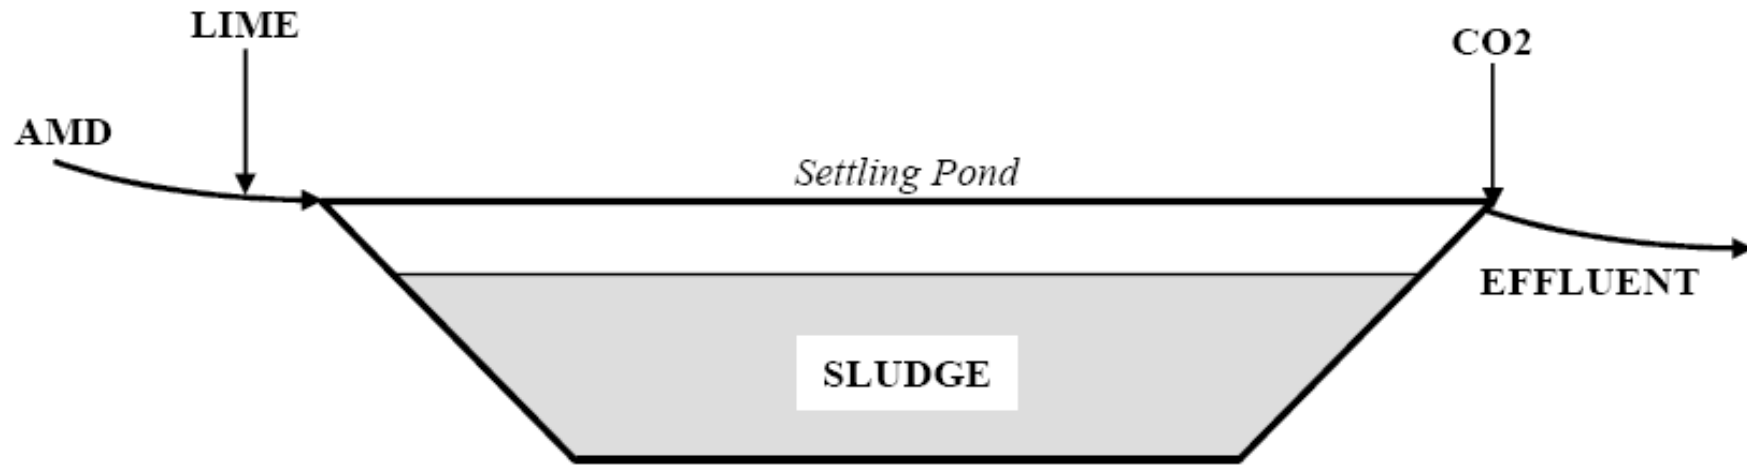 LIME
CO2
AMD
Settling Pond
EFFLUENT
SLUDGE